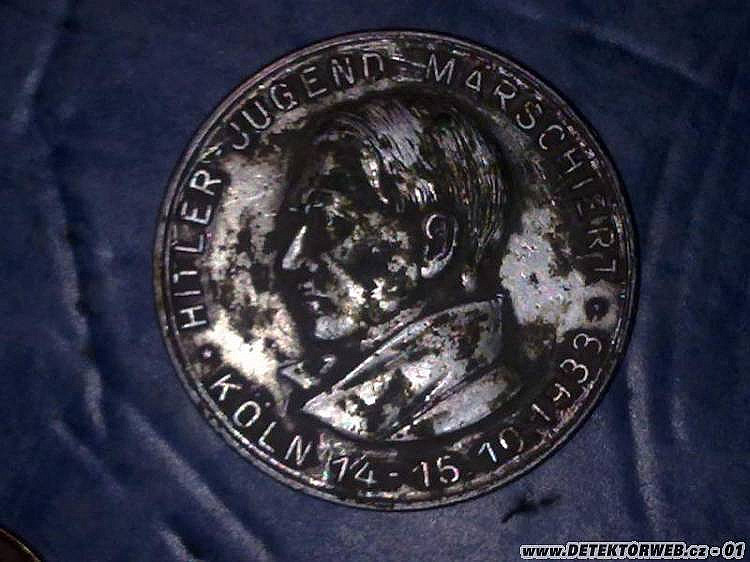 HITLER-JUGEND MARSCHIERT
KÖLN 14-15.10.1933
www.DETEKTORWEB.cz - 01